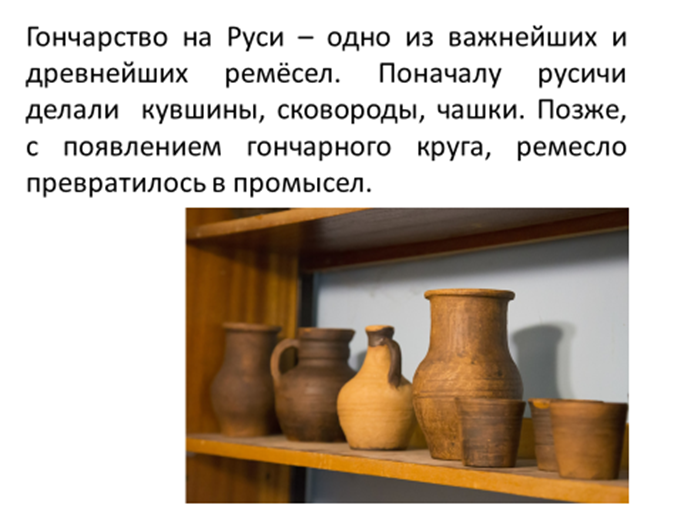 Гончарство на Руси – одно из важнейших и
древнейших ремёсел. Поначалу русичи
делали кувшины, сковороды, чашки. Позже,
с появлением гончарного круга, ремесло
превратилось в промысел.